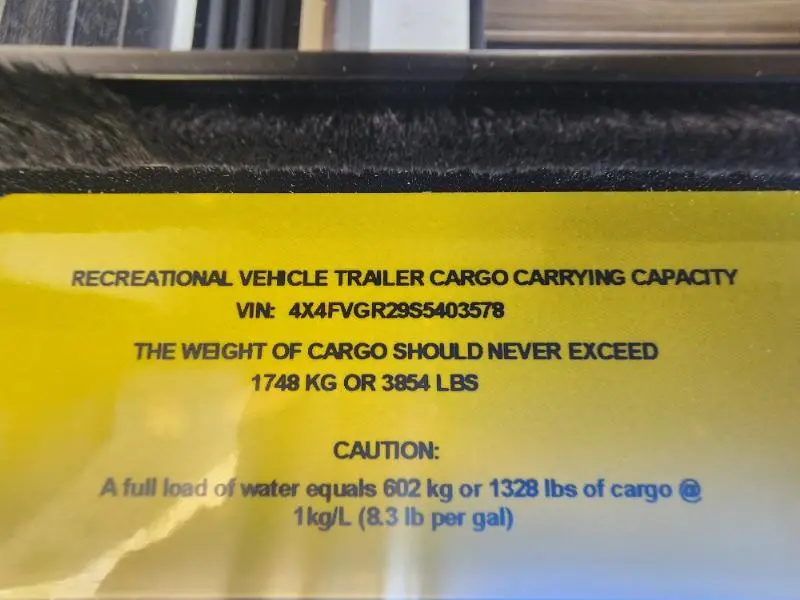 RECREATIONAL VEHICLE TRAILER CARGO CARRYING CAPACITY
VIN: 4X4FVGR29S5403578
THE WEIGHT OF CARGO SHOULD NEVER EXCEED
1748 KG OR 3854 LBS
CAUTION:
A full load of water equals 602 kg or 1328 lbs of cargo @
1kg/L (8.3 lb per gal)